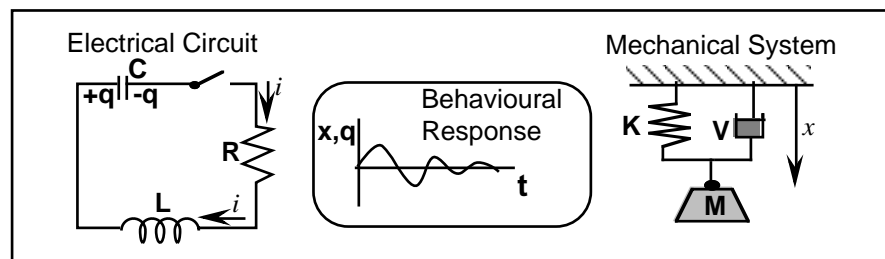 Electrical Circuit
C
+q -q
i
R
L
i
Behavioural
Response
x,q
t
Mechanical System
K
V
x
M